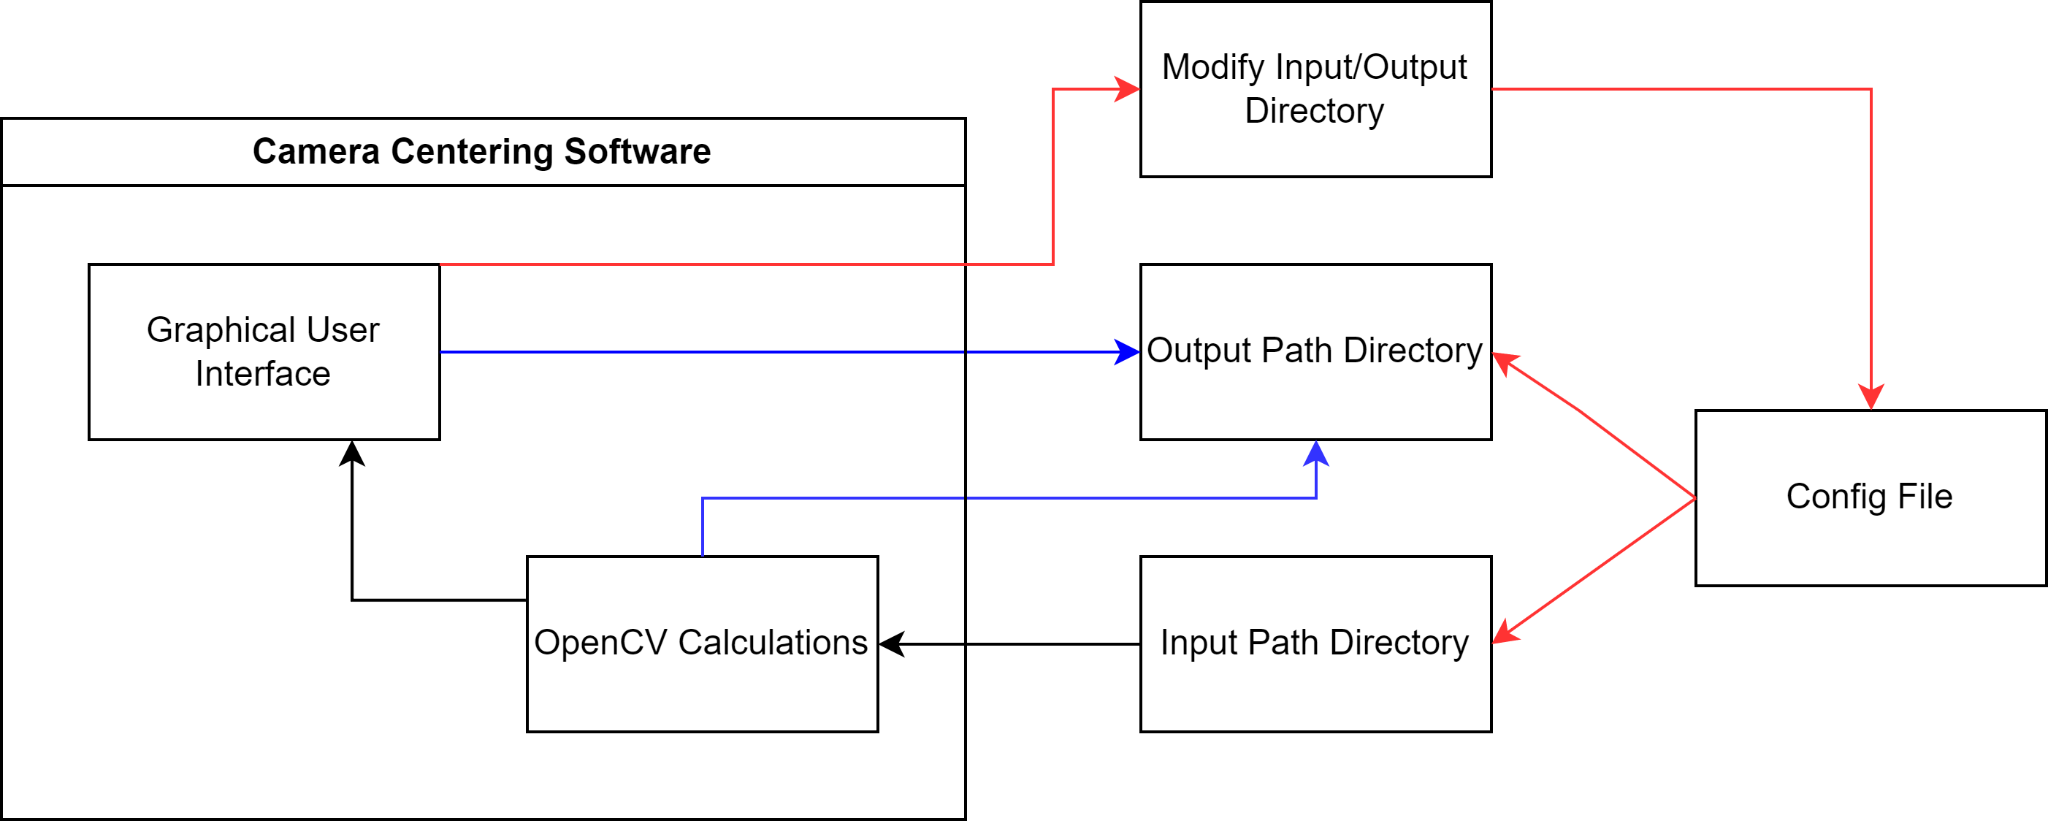 Modify Input/Output
Directory
Camera Centering Software
Graphical User
Interface
Output Path Directory
Config File
OpenCV Calculations
Input Path Directory